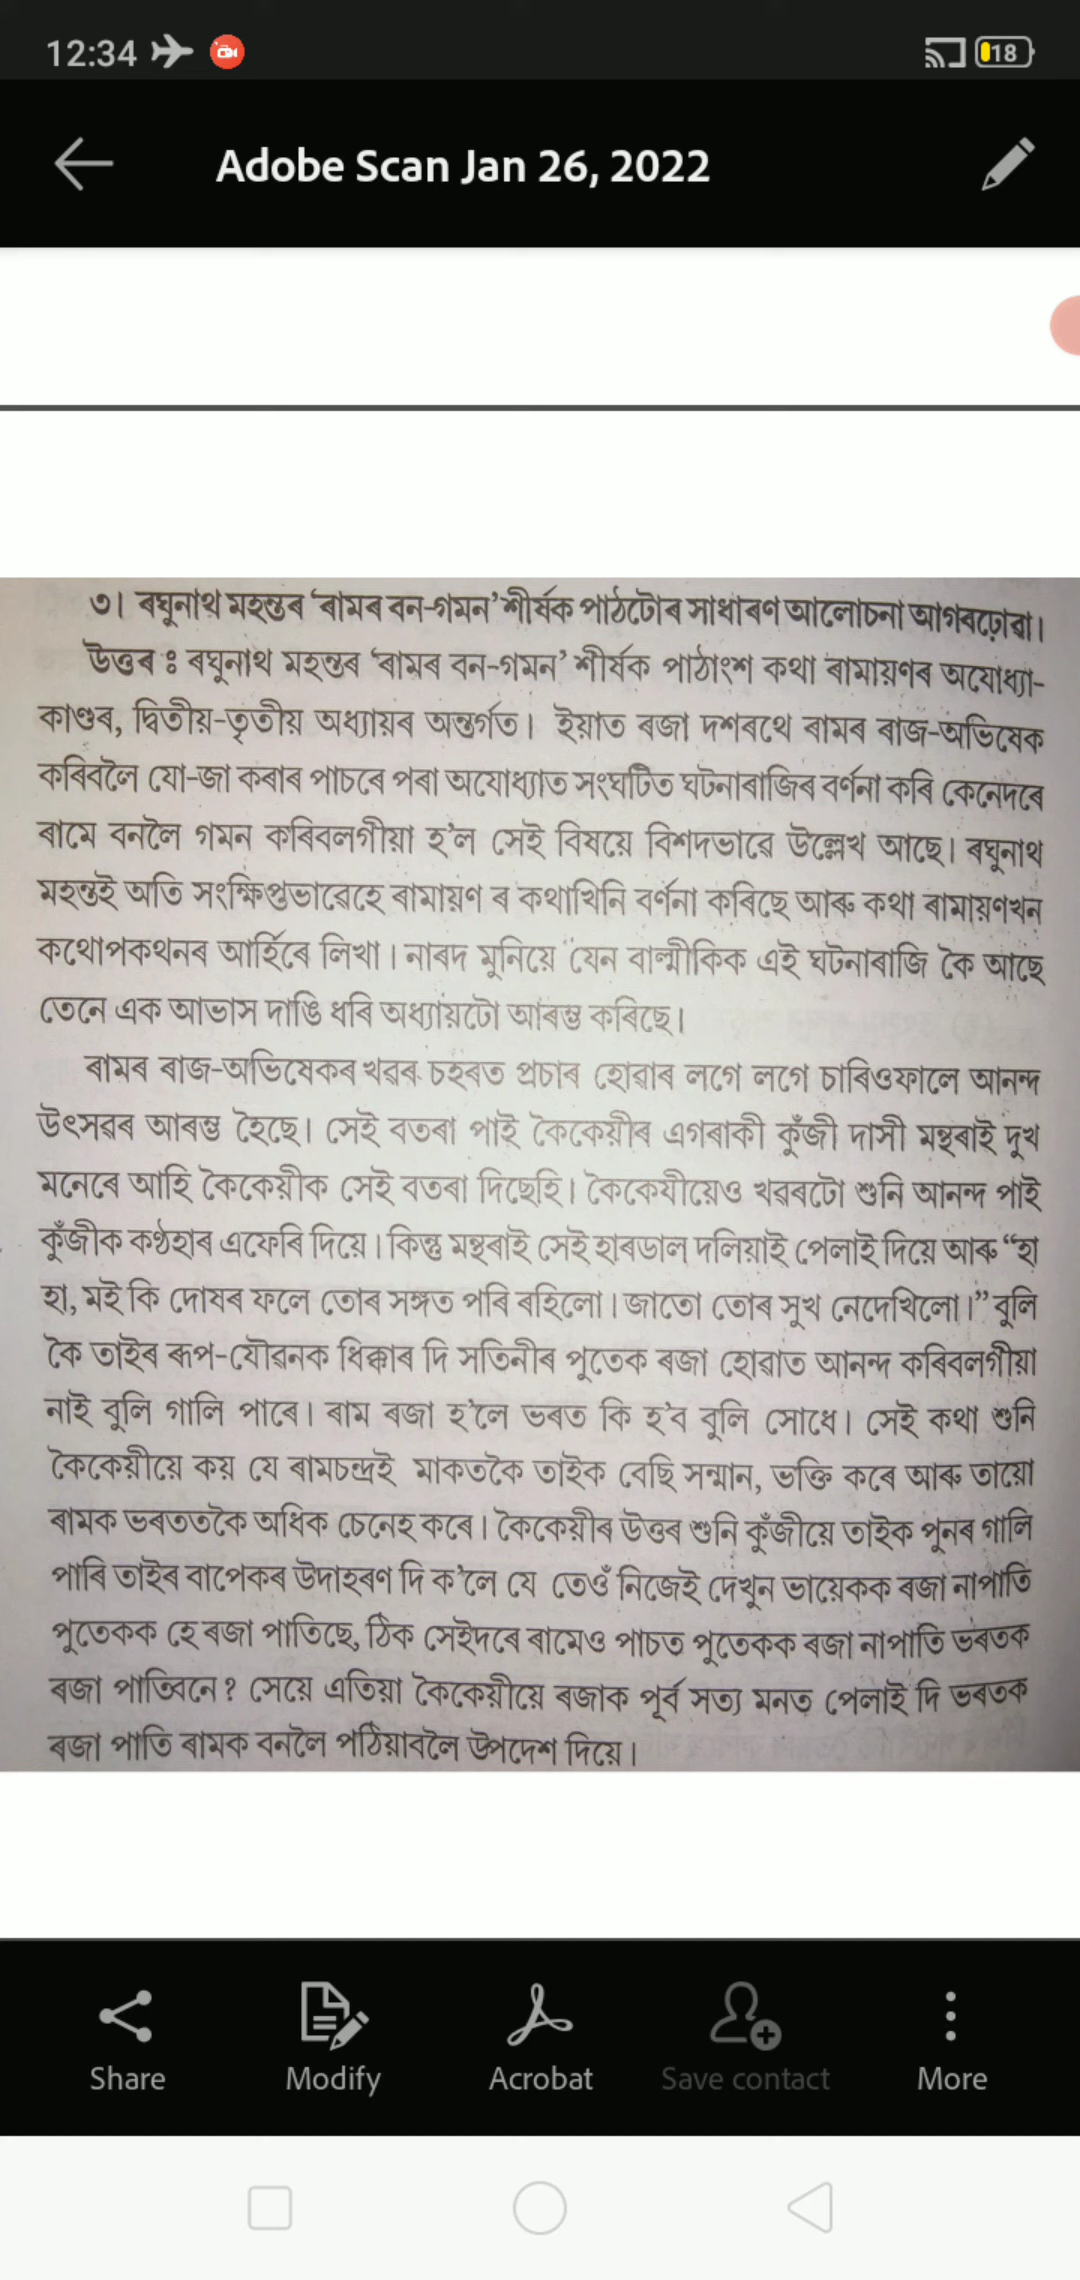 12:34
18
Adobe Scan Jan 26, 2022
৩। ৰঘুনাথ মহন্তৰ ‘ৰামৰ বন-গমন’ শীৰ্ষক পাঠটোৰ সাধাৰণ আলোচনা আগবঢ়োৱা।
উত্তৰ ঃ ৰঘুনাথ মহন্তৰ ‘ৰামৰ বন-গমন’ শীৰ্ষক পাঠাংশ কথা ৰামায়ণৰ অযোধ্যা-
কাণ্ডৰ, দ্বিতীয়-তৃতীয় অধ্যায়ৰ অন্তৰ্গত। ইয়াত ৰজা দশৰথে ৰামৰ ৰাজ-অভিষেক
কৰিবলৈ যো-জা কৰাৰ পাচৰে পৰা অযোধ্যাত সংঘটিত ঘটনাৰাজিৰ বৰ্ণনা কৰি কেনেদৰে
ৰামে বনলৈ গমন কৰিবলগীয়া হ’ল সেই বিষয়ে বিশদভাৱে উল্লেখ আছে। ৰঘুনাথ
মহন্তই অতি সংক্ষিপ্তভাৱেহে ৰামায়ণ ৰ কথাখিনি বৰ্ণনা কৰিছে আৰু কথা ৰামায়ণখন
কথোপকথনৰ আৰ্হিৰে লিখা। নাৰদ মুনিয়ে যেন বাল্মীকিক এই ঘটনাৰাজি কৈ আছে
তেনে এক আভাস দাঙি ধৰি অধ্যায়টো আৰম্ভ কৰিছে।
ৰামৰ ৰাজ-অভিষেকৰ খৱৰ চহৰত প্ৰচাৰ হোৱাৰ লগে লগে চাৰিওফালে আনন্দ
উৎসৱৰ আৰম্ভ হৈছে। সেই বতৰা পাই কৈকেয়ীৰ এগৰাকী কুঁজী দাসী মন্থৰাই দুখ
মনেৰে আহি কৈকেয়ীক সেই বতৰা দিছেহি। কৈকেযীয়েও খৱৰটো শুনি আনন্দ পাই
কুঁজীক কণ্ঠহাৰ এফেৰি দিয়ে। কিন্তু মন্থৰাই সেই হাৰডাল দলিয়াই পেলাই দিয়ে আৰু “হা
হা, মই কি দোষৰ ফলে তোৰ সঙ্গত পৰি ৰহিলো। জাতো তোৰ সুখ নেদেখিলো।” বুলি
কৈ তাইৰ ৰূপ-যৌৱনক ধিক্কাৰ দি সতিনীৰ পুতেক ৰজা হোৱাত আনন্দ কৰিবলগীয়া
নাই বুলি গালি পাৰে। ৰাম ৰজা হ’লে ভৰত কি হ’ব বুলি সোধে। সেই কথা শুনি
কৈকেয়ীয়ে কয় যে ৰামচন্দ্ৰই মাকতকৈ তাইক বেছি সন্মান, ভক্তি কৰে আৰু তায়ো
ৰামক ভৰততকৈ অধিক চেনেহ কৰে। কৈকেয়ীৰ উত্তৰ শুনি কুঁজীয়ে তাইক পুনৰ গালি
পাৰি তাইৰ বাপেকৰ উদাহৰণ দি ক’লে যে তেওঁ নিজেই দেখুন ভায়েকক ৰজা নাপাতি
পুতেকক হে ৰজা পাতিছে, ঠিক সেইদৰে ৰামেও পাচত পুতেকক ৰজা নাপাতি ভৰতক
ৰজা পাতিবনে? সেয়ে এতিয়া কৈকেয়ীয়ে ৰজাক পূৰ্ব সত্য মনত পেলাই দি ভৰতক
ৰজা পাতি ৰামক বনলৈ পঠিয়াবলৈ উপদেশ দিয়ে।
Share
Modify
Acrobat
Save contact
More